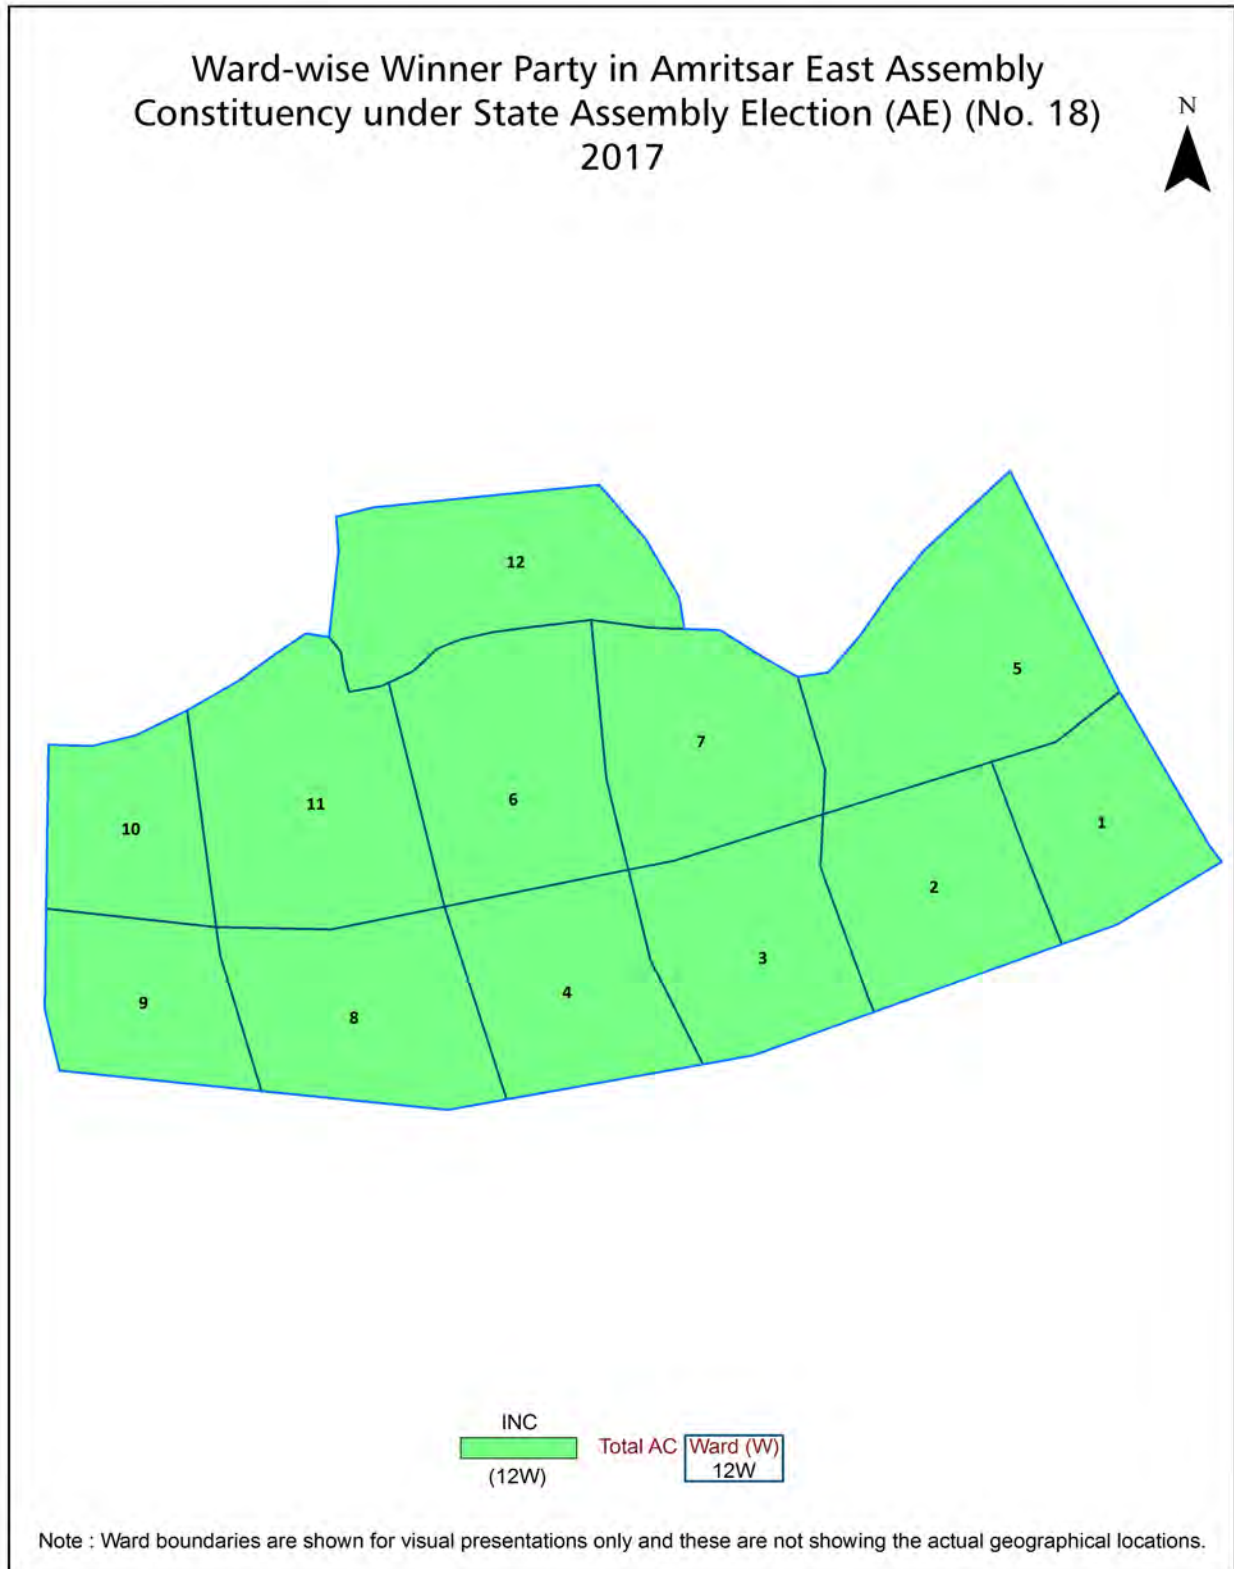 Ward-wise Winner Party in Amritsar East Assembly
Constituency under State Assembly Election (AE) (No. 18)
2017
N
12
5
7
6
11
1
10
2
3
4
9
8
INC
Total AC Ward (W)
(12W)
12W
Note : Ward boundaries are shown for visual presentations only and these are not showing the actual geographical locations.